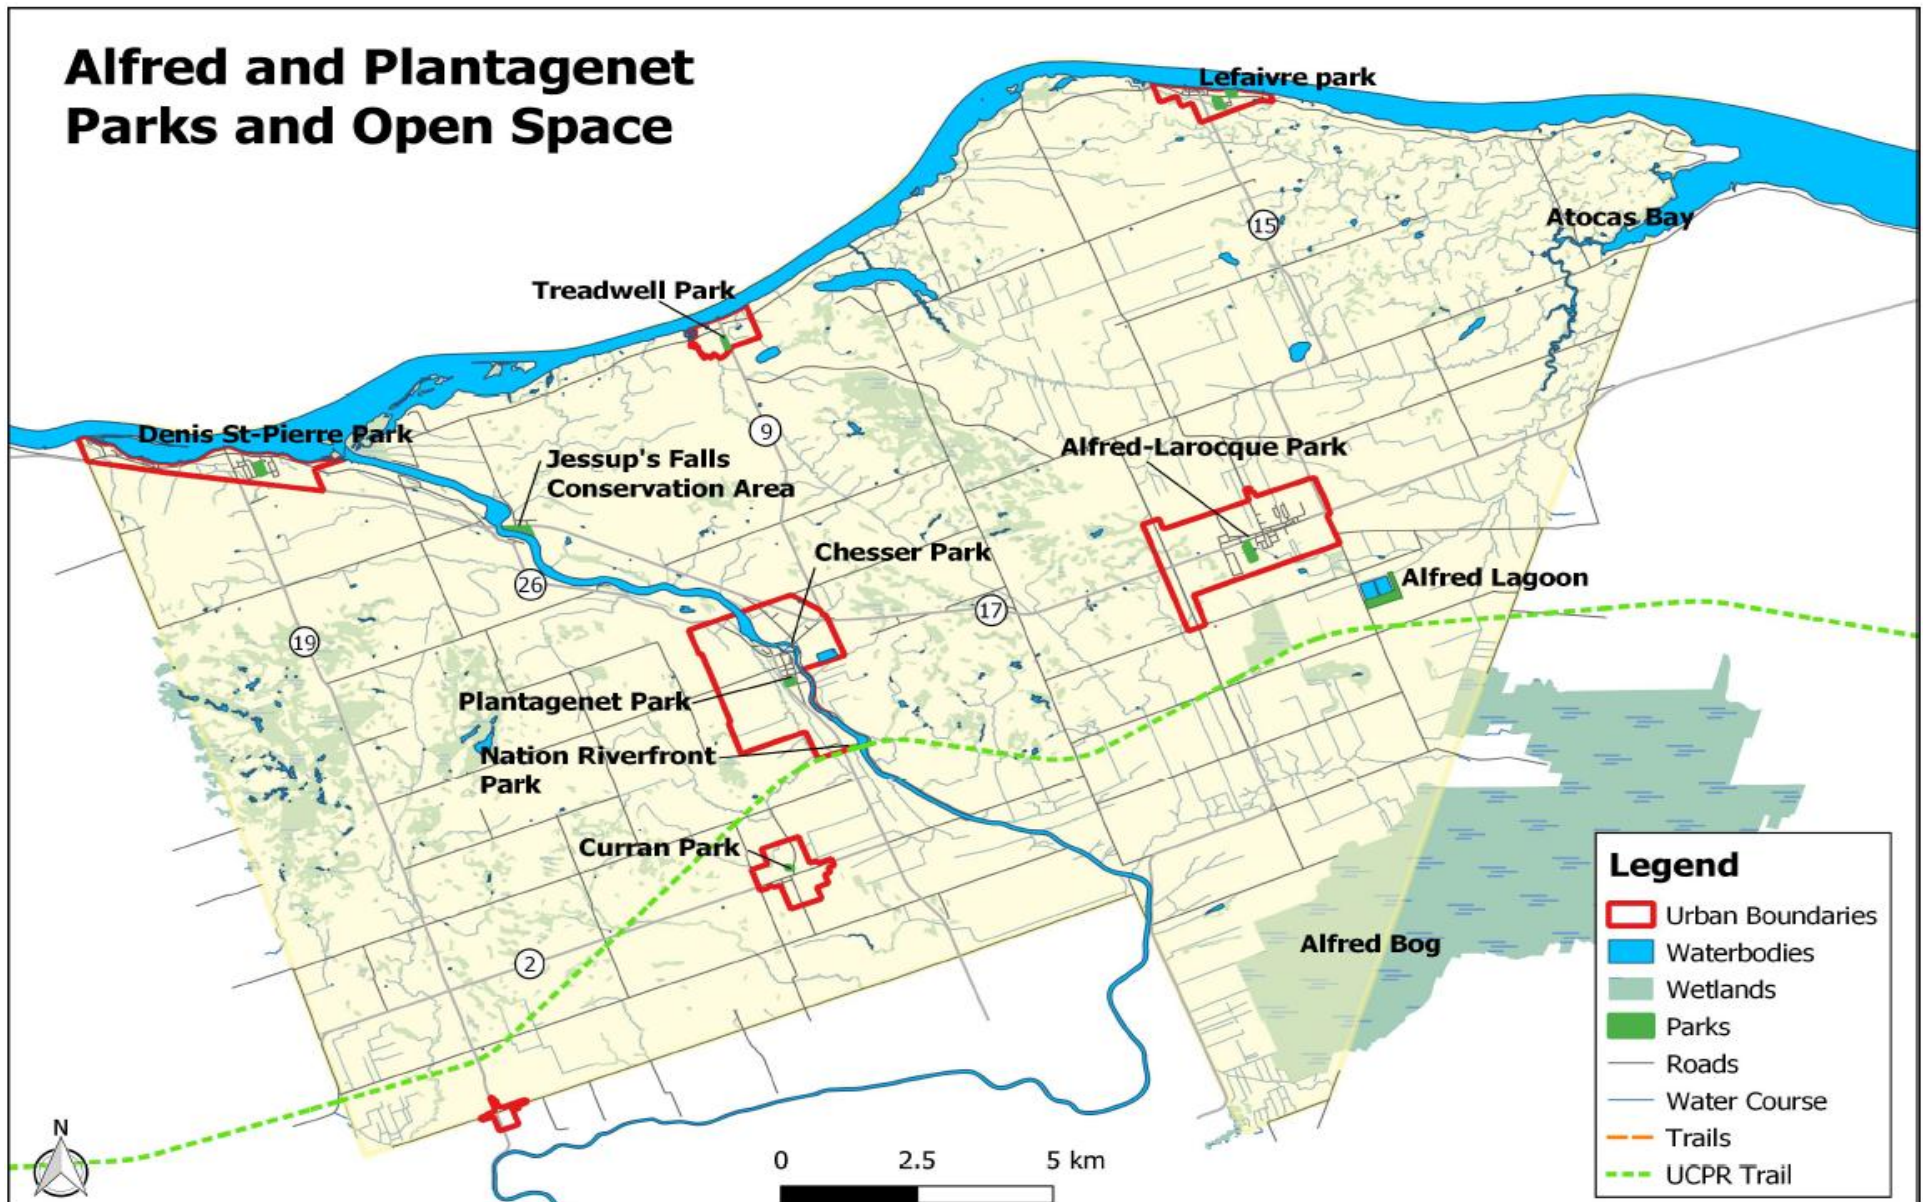 Alfred and Plantagenet
Parks and Open Space
Lefaivre park
15
Atocas Bay
Treadwell Park
9
Denis St-Pierre Park
Jessup's Falls
Conservation Area
Alfred-Larocque Park
Chesser Park
26
17
Alfred Lagoon
19
Plantagenet Park
Nation Riverfront
Park
Curran Park
2
Alfred Bog
Legend
Urban Boundaries
Waterbodies
Wetlands
Parks
Roads
Water Course
Trails
UCPR Trail
N
0 2.5 5 km